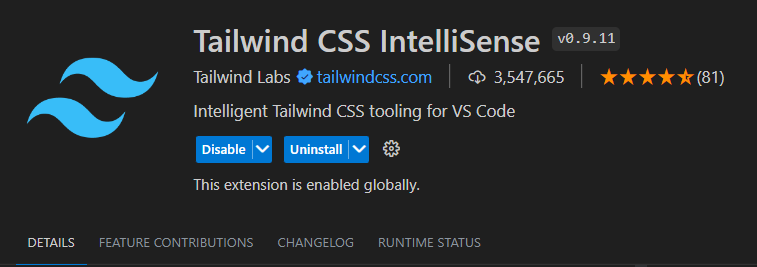 Tailwind CSS IntelliSense v0.9.11
Tailwind Labs tailwindcss.com 3,547,665 (81)
Intelligent Tailwind CSS tooling for VS Code
Disable Uninstall
This extension is enabled globally.
DETAILS FEATURE CONTRIBUTIONS CHANGELOG RUNTIME STATUS